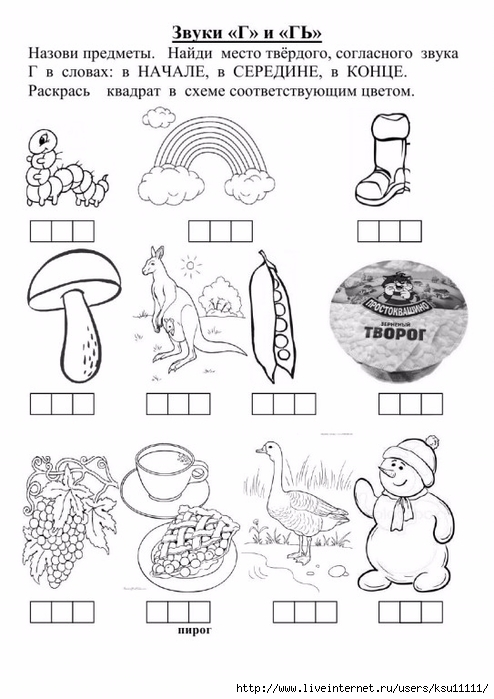 Звуки «Г» и «ГЬ»
Назови предметы. Найди место твёрдого, согласного звука
Г в словах: в НАЧАЛЕ, в СЕРЕДИНЕ, в КОНЦЕ.
Раскрась квадрат в схеме соответствующим цветом.
ПРОСТОКВАШИНО
ЗЕРНЕНЫЙ
ТВОРОГ
пирог
http://www.liveinternet.ru/users/ksu11111/